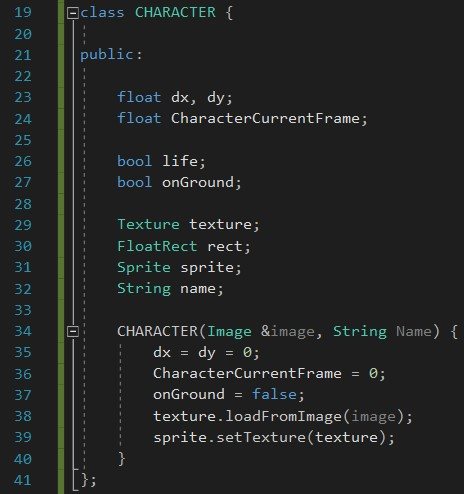 19 class CHARACTER {
20
21 public:
22
23 float dx, dy;
24 float CharacterCurrentFrame;
25
26 bool life;
27 bool onGround;
28
29 Texture texture;
30 FloatRect rect;
31 Sprite sprite;
32 String name;
33
34 CHARACTER(Image &image, String Name) {
35 dx = dy = 0;
36 CharacterCurrentFrame = 0;
37 onGround = false;
38 texture.loadFromImage(image);
39 sprite.setTexture(texture);
40 }
41 };